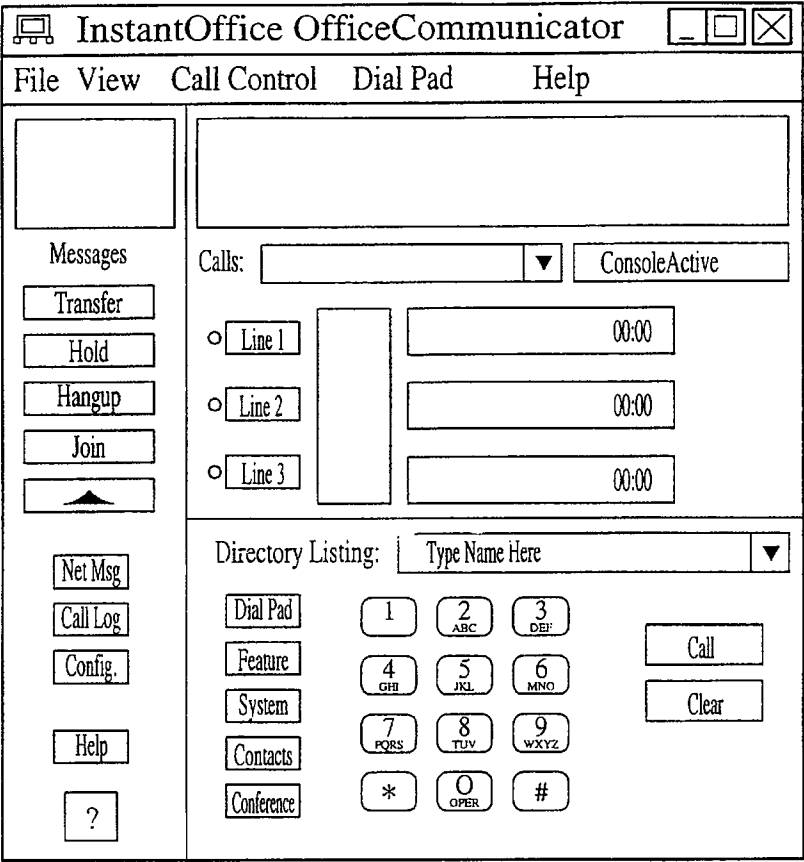 InstantOffice OfficeCommunicator
File View Call Control Dial Pad Help
Messages
Transfer
Hold
Hangup
Join
Net Msg
Call Log
Config.
Help
?
Calls:
ConsoleActive
Line 1
00:00
Line 2
00:00
Line 3
00:00
Directory Listing: Type Name Here
Dial Pad
Feature
System
Contacts
Conference
1
2
ABC
3
DEF
4
GHI
5
JKL
6
MNO
7
PQRS
8
TUV
9
WXYZ
*
0
OPER
#
Call
Clear